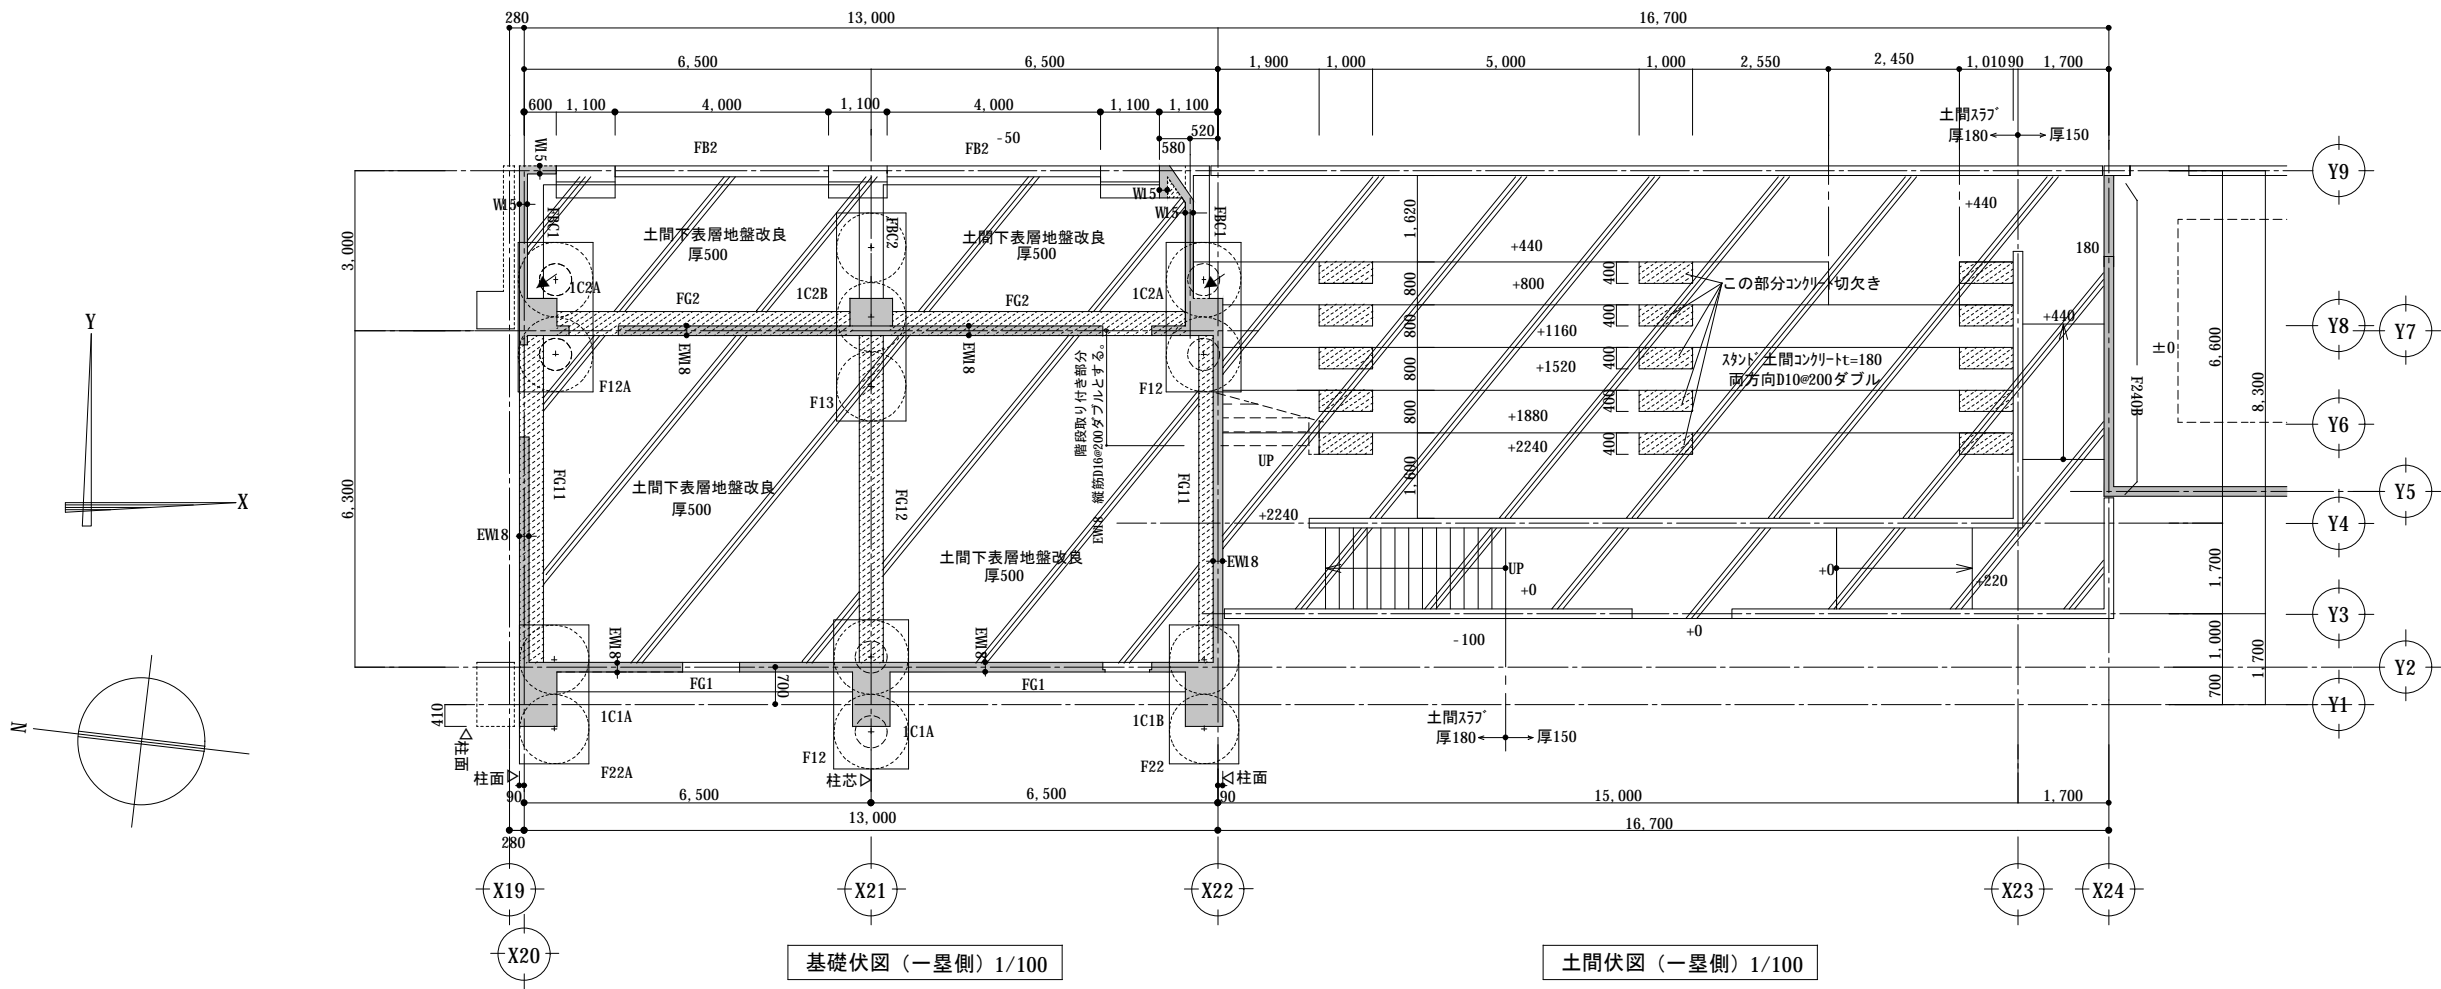 280
13,000
16,700
6,500
6,500
1,900
1,000
5,000
1,000
2,550
2,450
1,010
90
1,700
600
1,100
4,000
1,100
4,000
1,100
1,100
土間スラブ
厚180
厚150
-50
520
580
FB2
FB2
W15
W15
W15
W15
Y9
FBC1
FBC2
FBC1
土間下表層地盤改良
厚500
土間下表層地盤改良
厚500
3,000
1,620
+440
+440
180
1C2A
1C2B
1C2A
FG2
FG2
+800
この部分コンクリート切欠き
800
400
+440
Y
+1160
800
400
Y8
Y7
±0
6,600
EW18
EW18
+1520
800
400
スタンド土間コンクリートt=180
両方向D10@200ダブル
F12A
F13
F12
階段取り付き部分
EW18 縦筋D16@200ダブルとする。
+1880
800
400
F240B
8,300
Y6
+2240
400
UP
FG11
FG12
FG11
1,600
土間下表層地盤改良
厚500
6,300
X
Y5
+2240
Y4
EW18
土間下表層地盤改良
厚500
EW18
UP
+0
+0
+220
1,700
Y3
EW18
EW18
-100
+0
1,000
1,700
Y2
700
FG1
FG1
700
Y1
410
1C1A
1C1A
1C1B
土間スラブ
厚180
厚150
N
柱面
F22A
F12
F22
柱面
柱芯
柱面
90
6,500
6,500
90
15,000
1,700
13,000
16,700
280
X19
X21
X22
X23
X24
X20
基礎伏図（一塁側）1/100
土間伏図（一塁側）1/100